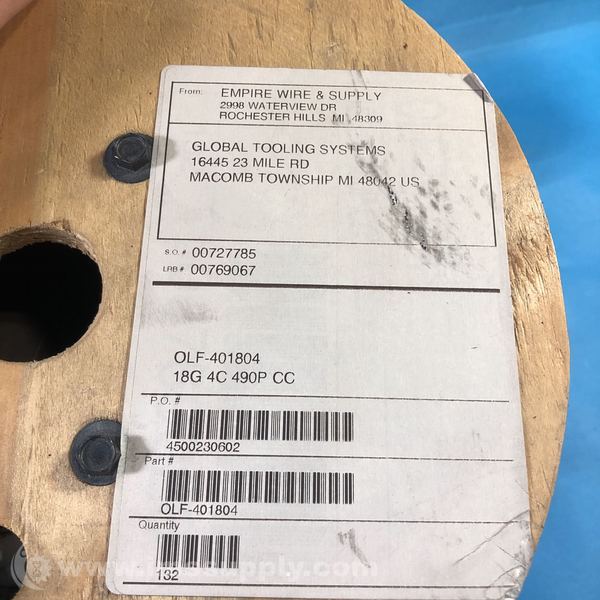 From: EMPIRE WIRE & SUPPLY
2998 WATERVIEW DR
ROCHESTER HILLS MI 48309
GLOBAL TOOLING SYSTEMS
16445 23 MILE RD
MACOMB TOWNSHIP MI 48042 US
S.O.# 00727785
LRB# 00769067
OLF-401804
18G 4C 490P CC
P.O. #
4500230602
Part #
OLF-401804
Quantity
132